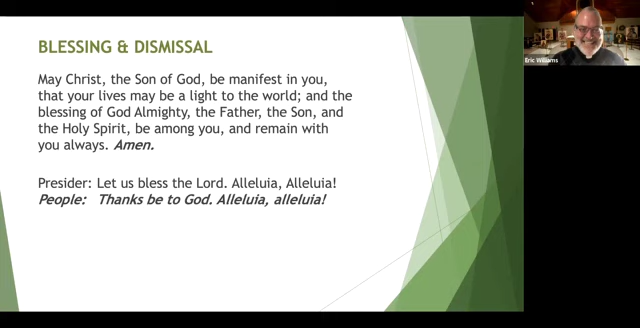 BLESSING & DISMISSAL
May Christ, the Son of God, be manifest in you,
that your lives may be a light to the world; and the
blessing of God Almighty, the Father, the Son, and
the Holy Spirit, be among you, and remain with
you always. Amen.
Presider: Let us bless the Lord. Alleluia, Alleluia!
People: Thanks be to God. Alleluia, alleluia!
Eric Williams